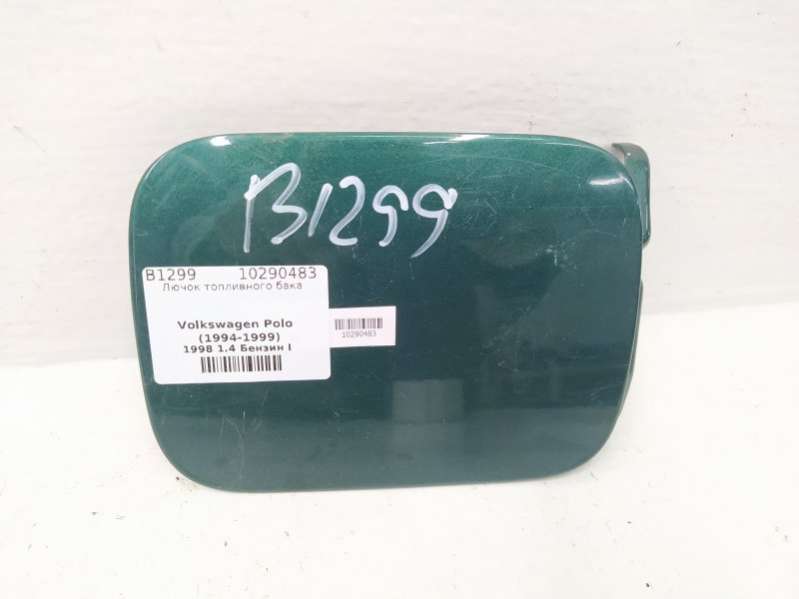 B1299
B1299 10290483
Лючок топливного бака
Volkswagen Polo
(1994-1999)
1998 1.4 Бензин I
10290483